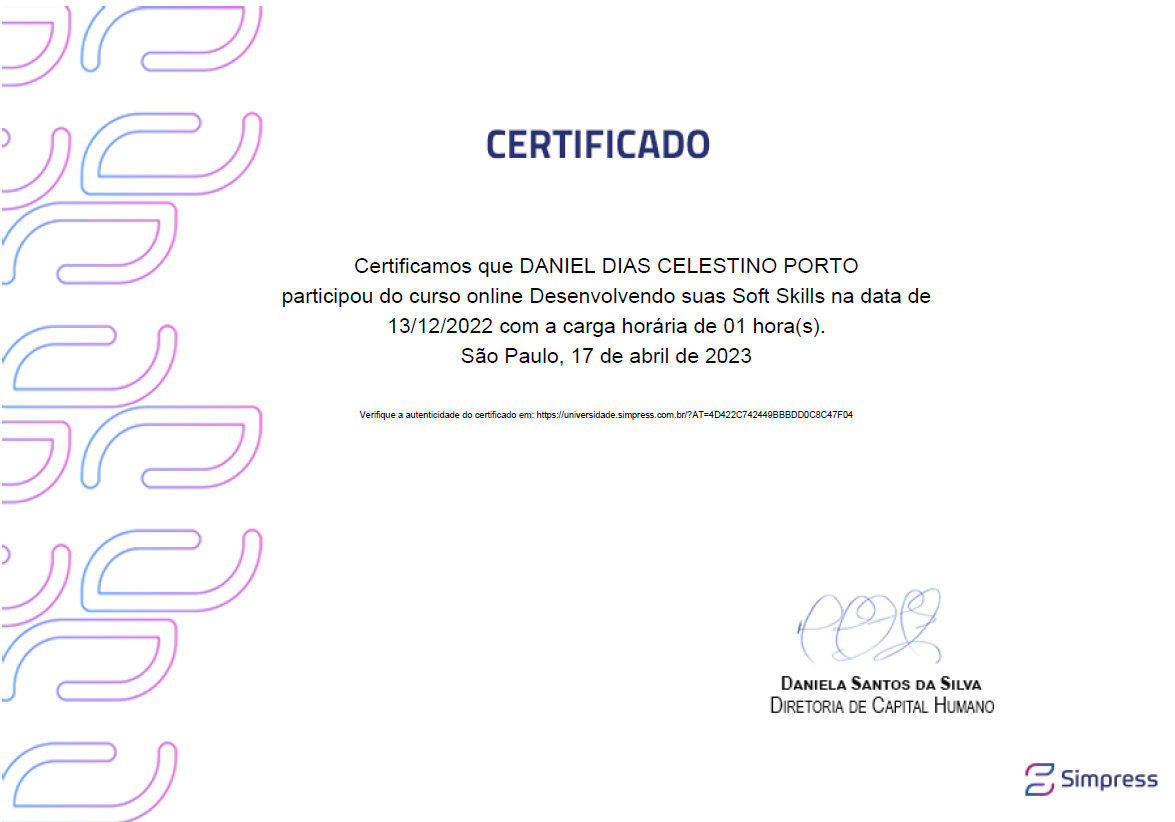 CERTIFICADO
Certificamos que DANIEL DIAS CELESTINO PORTO
participou do curso online Desenvolvendo suas Soft Skills na data de
13/12/2022 com a carga horária de 01 hora(s).
São Paulo, 17 de abril de 2023
Verifique a autenticidade do certificado em: https://universidade.simpress.com.br/?AT=4D422C742449BBBDD0C8C47F04
DANIELA SANTOS DA SILVA
DIRETORIA DE CAPITAL HUMANO
Simpress